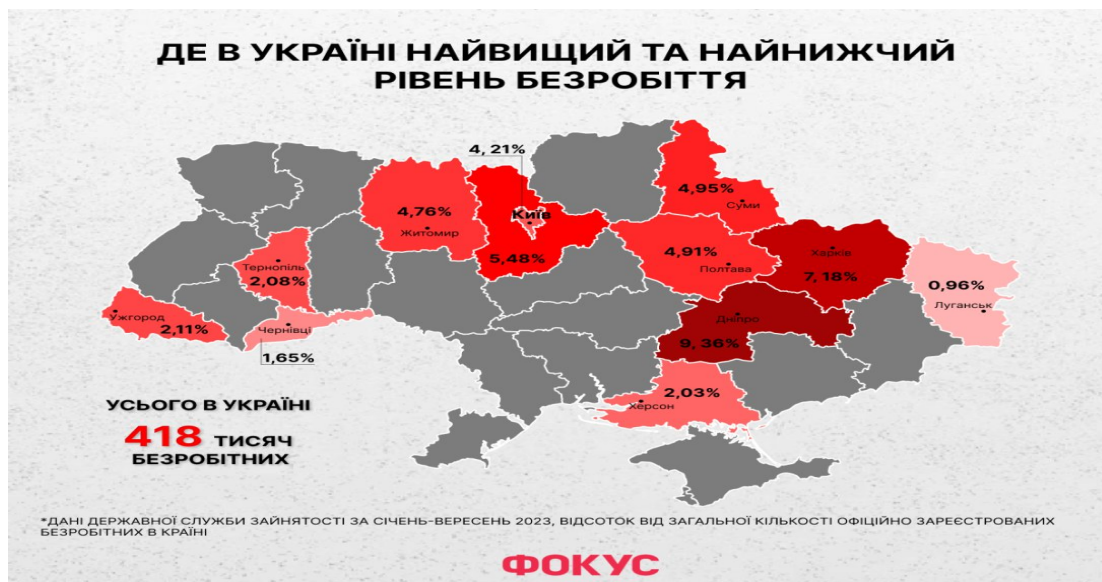 ДЕ В УКРАЇНІ НАЙВИЩИЙ ТА НАЙНИЖЧИЙ
РІВЕНЬ БЕЗРОБІТТЯ
4, 21%
4,95%
Суми
4,76%
Житомир
Київ
5,48%
4,91%
Полтава
Харків
7, 18%
0,96%
Луганськ
Тернопіль
2,08%
Ужгород
2,11%
Чернівці
1,65%
Дніпро
9, 36%
2,03%
Херсон
УСЬОГО В УКРАЇНІ
418 ТИСЯЧ
БЕЗРОБІТНИХ
*ДАНІ ДЕРЖАВНОЇ СЛУЖБИ ЗАЙНЯТОСТІ ЗА СІЧЕНЬ-ВЕРЕСЕНЬ 2023, ВІДСОТОК ВІД ЗАГАЛЬНОЇ КІЛЬКОСТІ ОФІЦІЙНО ЗАРЕЄСТРОВАНИХ
БЕЗРОБІТНИХ В КРАЇНІ
ФОКУС